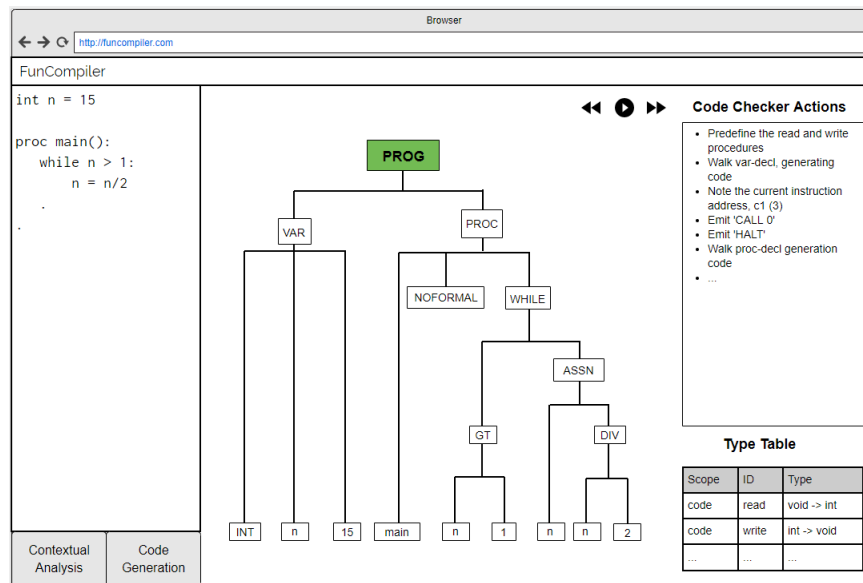 Browser
http://funcompiler.com
FunCompiler
int n = 15
proc main():
while n > 1:
n = n/2
.
.
Contextual
Analysis
Code
Generation
PROG
VAR
PROC
NOFORMAL
WHILE
ASSN
GT
DIV
INT
n
15
main
n
1
n
n
2
Code Checker Actions
• Predefine the read and write
procedures
• Walk var-decl, generating
code
• Note the current instruction
address, c1 (3)
• Emit 'CALL 0'
• Emit 'HALT'
• Walk proc-decl generation
code
• ...
Type Table
Scope ID Type
code read void -> int
code write int -> void
... ... ...